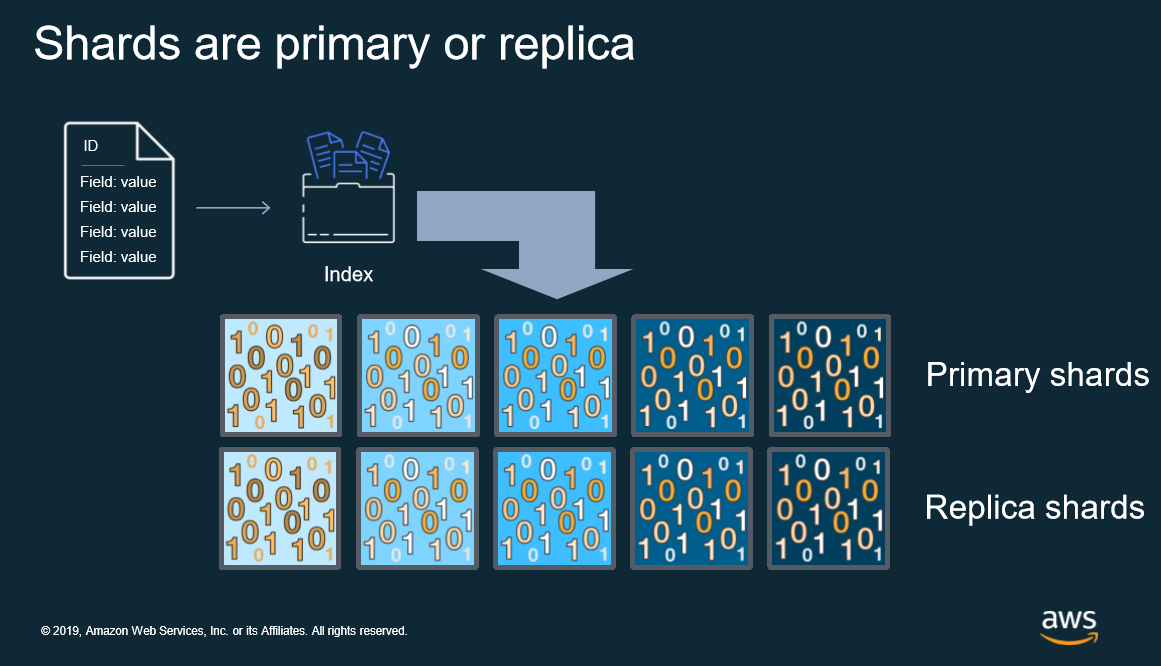 Shards are primary or replica
ID
Field: value
Field: value
Field: value
Field: value
Index
Primary shards
Replica shards
© 2019, Amazon Web Services, Inc. or its Affiliates. All rights reserved.
aws